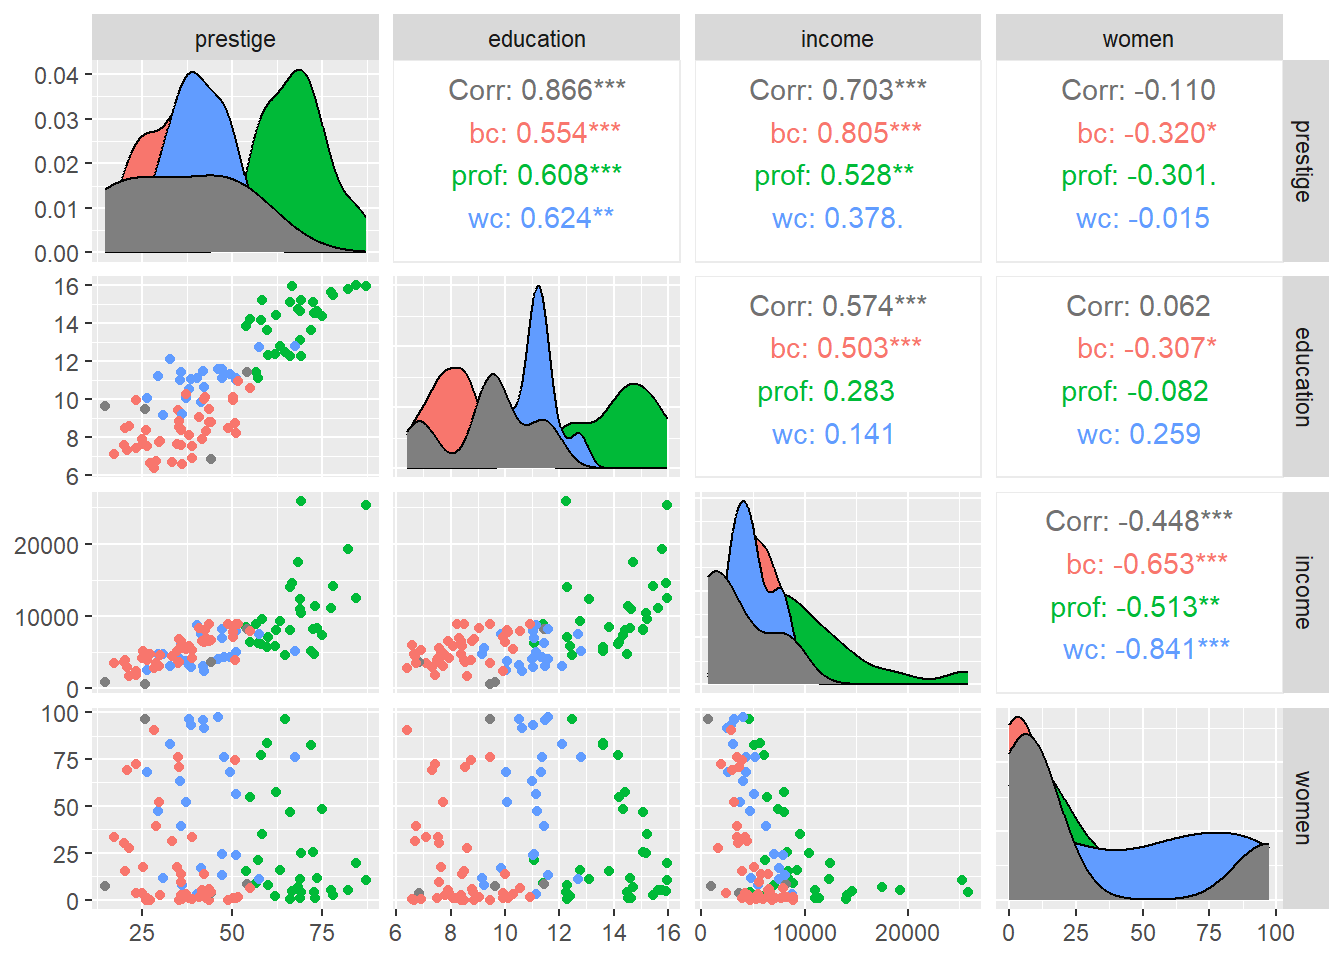 prestige education income women
0.04
0.03
0.02
0.01
0.00
Corr: 0.866***
bc: 0.554***
prof: 0.608***
wc: 0.624**
Corr: 0.703***
bc: 0.805***
prof: 0.528**
wc: 0.378.
Corr: -0.110
bc: -0.320*
prof: -0.301.
wc: -0.015
prestige
16
14
12
10
8
6
Corr: 0.574***
bc: 0.503***
prof: 0.283
wc: 0.141
Corr: 0.062
bc: -0.307*
prof: -0.082
wc: 0.259
education
20000
10000
0
Corr: -0.448***
bc: -0.653***
prof: -0.513**
wc: -0.841***
income
100
75
50
25
0
women
25 50 75 6 8 10 12 14 16 0 10000 20000 0 25 50 75 100